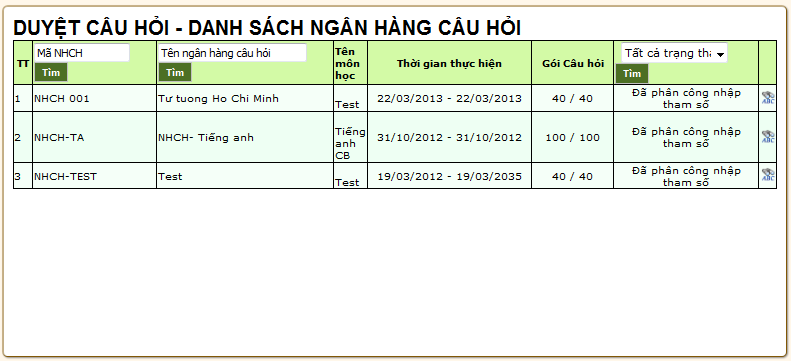 DUYỆT CÂU HỎI - DANH SÁCH NGÂN HÀNG CÂU HỎI
TT Mã NHCH Tìm Tên ngân hàng câu hỏi Tìm Tên môn học Thời gian thực hiện Gói Câu hỏi Tất cả trạng thá Tìm
1 NHCH 001 Tư tuong Ho Chi Minh Test 22/03/2013 - 22/03/2013 40 / 40 Đã phân công nhập tham số ABC
2 NHCH-TA NHCH- Tiếng anh Tiếng anh CB 31/10/2012 - 31/10/2012 100 / 100 Đã phân công nhập tham số ABC
3 NHCH-TEST Test Test 19/03/2012 - 19/03/2035 40 / 40 Đã phân công nhập tham số ABC